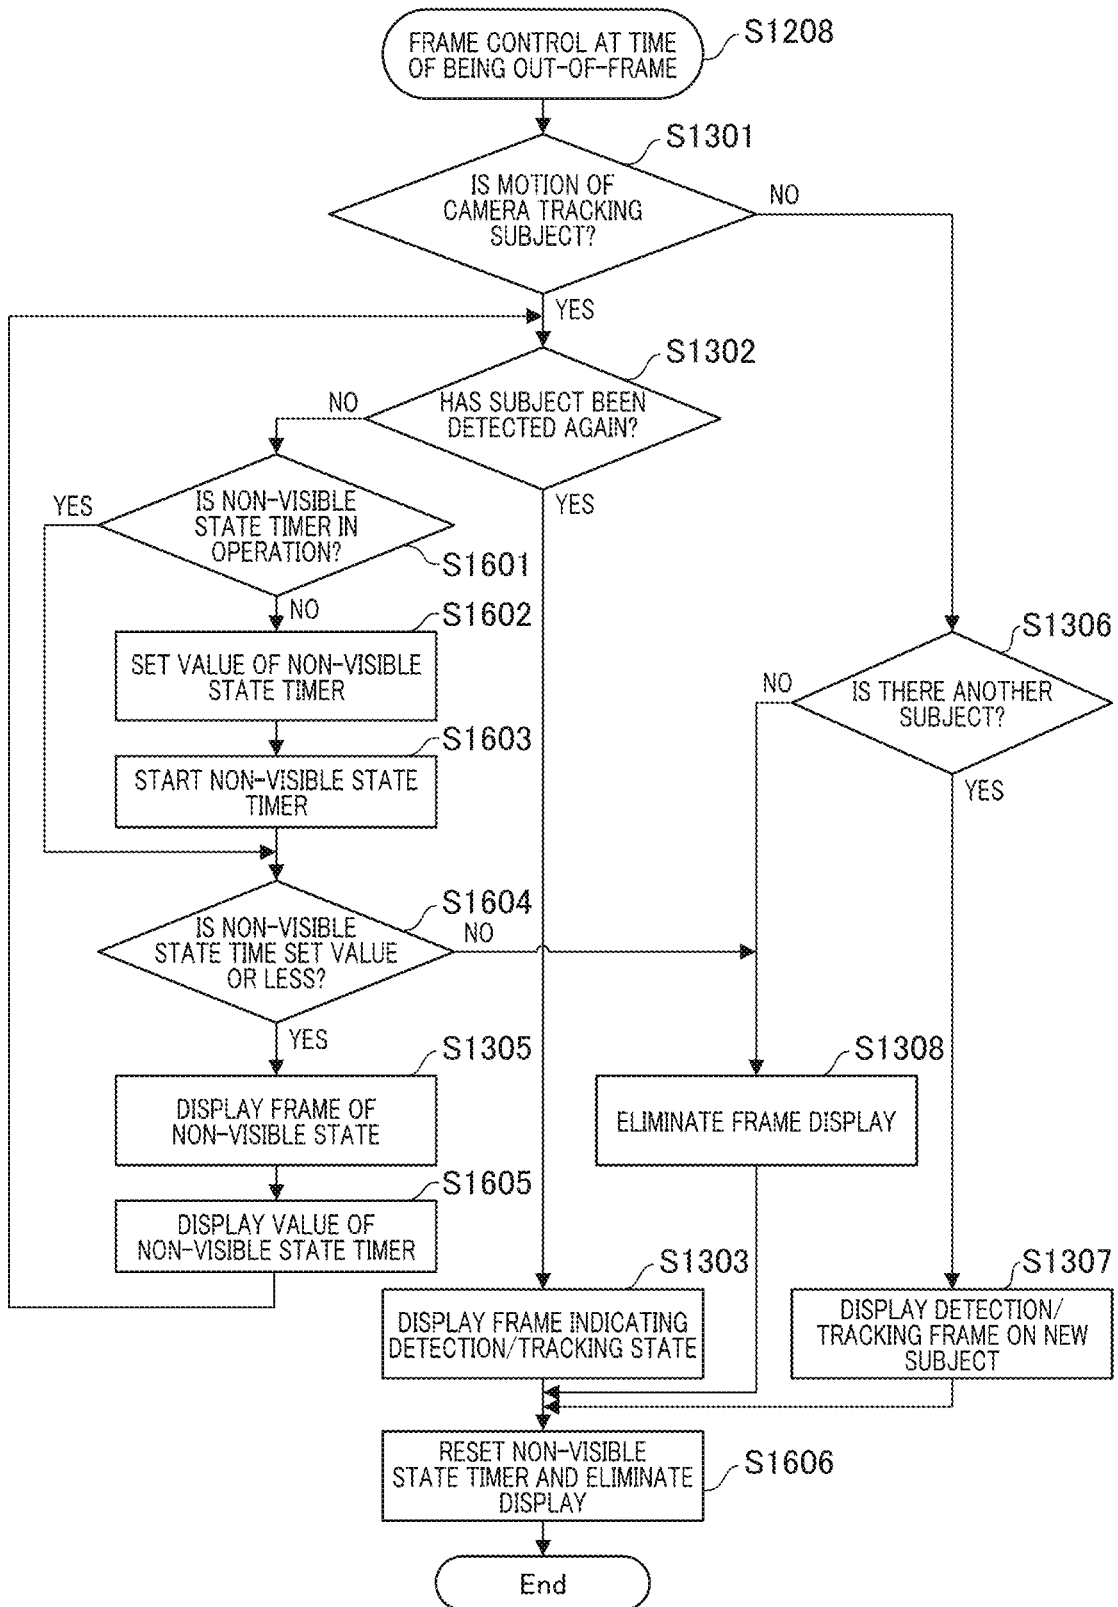 FRAME CONTROL AT TIME
OF BEING OUT-OF-FRAME
S1208
S1301
IS MOTION OF
CAMERA TRACKING
SUBJECT?
NO
YES
S1302
HAS SUBJECT BEEN
DETECTED AGAIN?
NO
YES
IS NON-VISIBLE
STATE TIMER IN
OPERATION?
YES
S1601
NO
S1602
SET VALUE OF NON-VISIBLE
STATE TIMER
S1306
IS THERE ANOTHER
SUBJECT?
NO
YES
S1603
START NON-VISIBLE STATE
TIMER
S1604
IS NON-VISIBLE
STATE TIME SET VALUE
OR LESS?
NO
YES
S1305
DISPLAY FRAME OF
NON-VISIBLE STATE
S1308
ELIMINATE FRAME DISPLAY
S1605
DISPLAY VALUE OF
NON-VISIBLE STATE TIMER
S1303
DISPLAY FRAME INDICATING
DETECTION/TRACKING STATE
S1307
DISPLAY DETECTION/
TRACKING FRAME ON NEW
SUBJECT
RESET NON-VISIBLE
STATE TIMER AND ELIMINATE
DISPLAY
S1606
End